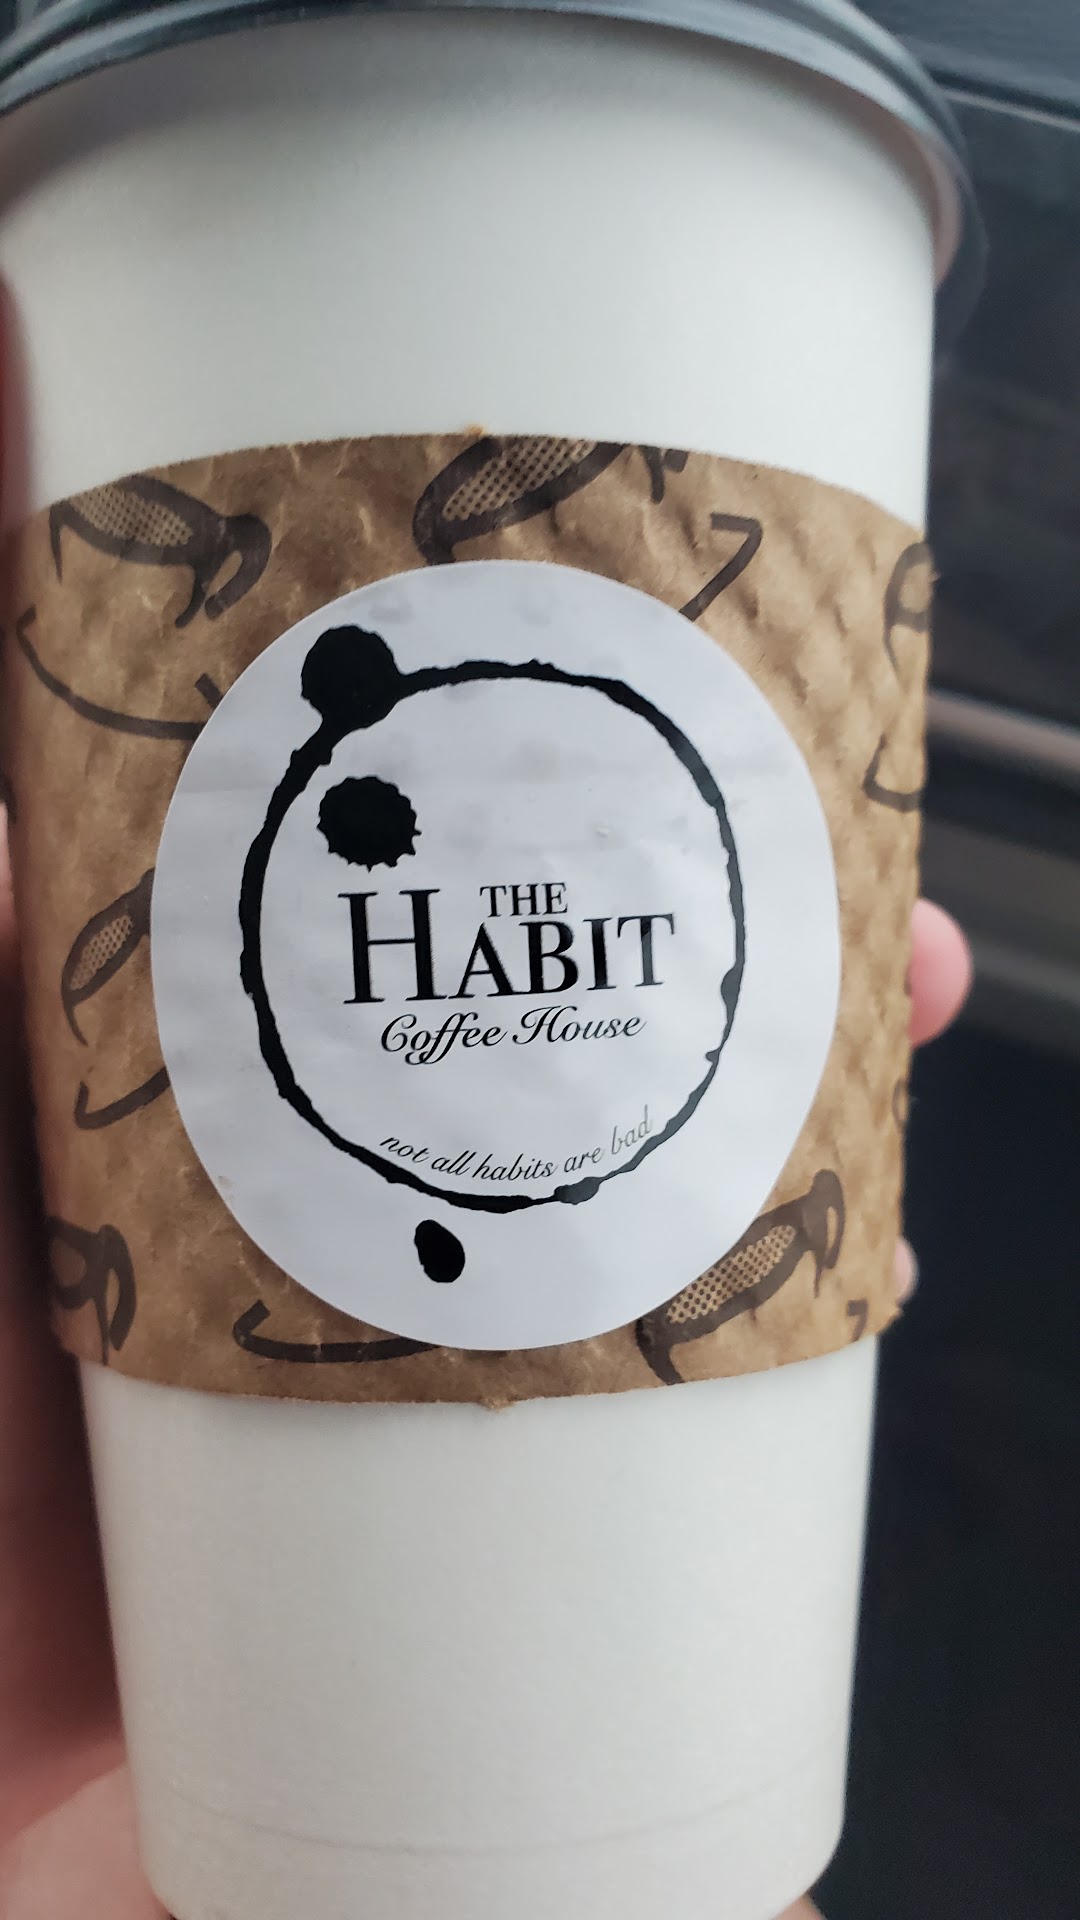 THE
HABIT
Coffee House
not all habits are bad